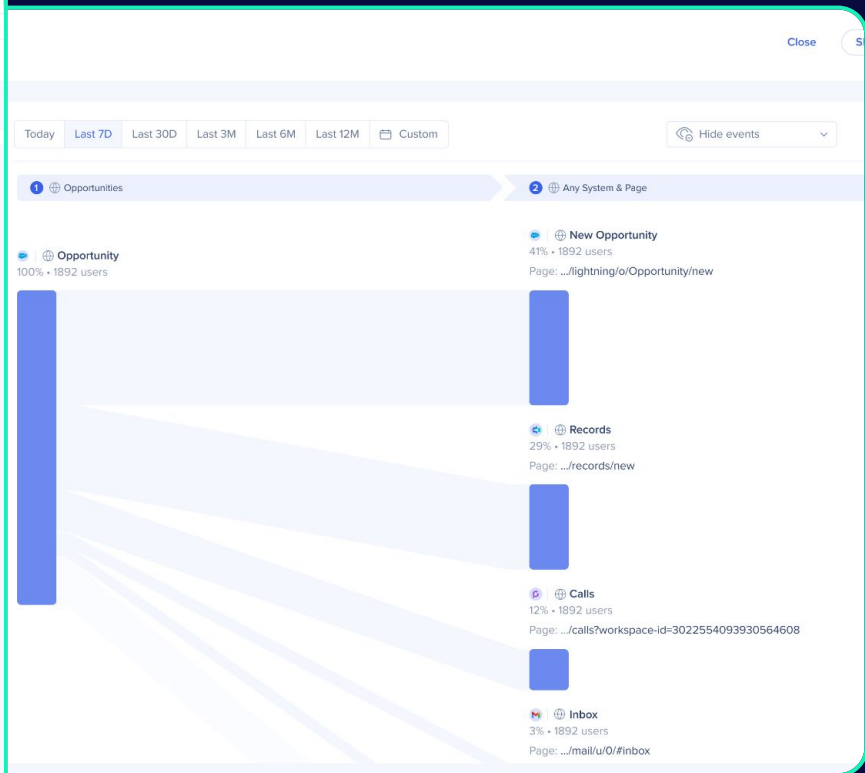 Close
Today Last 7D Last 30D Last 3M Last 6M Last 12M Custom
Hide events
1 Opportunities
2 Any System & Page
Opportunity
100% • 1892 users
New Opportunity
41% • 1892 users
Page: .../lightning/o/Opportunity/new
Records
29% • 1892 users
Page: .../records/new
Calls
12% • 1892 users
Page: .../calls?workspace-id=3022554093930564608
Inbox
3% • 1892 users
Page: .../mail/u/0/#inbox